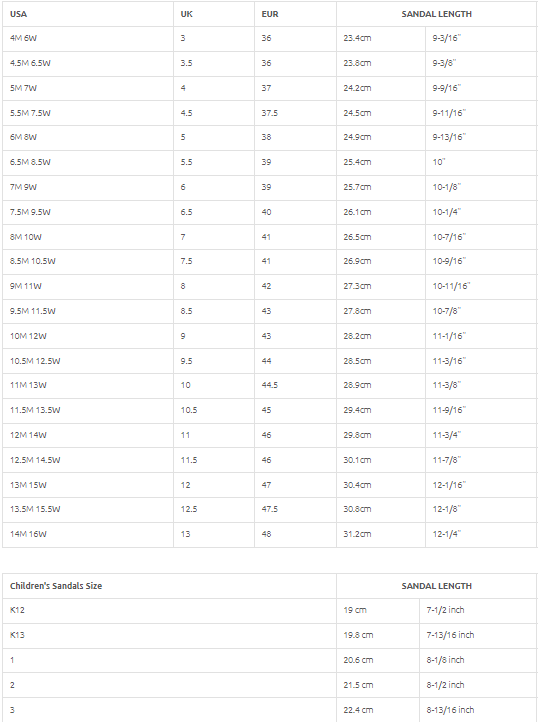 USA UK EUR SANDAL LENGTH
4M 6W 3 36 23.4cm 9-3/16"
4.5M 6.5W 3.5 36 23.8cm 9-3/8"
5M 7W 4 37 24.2cm 9-9/16"
5.5M 7.5W 4.5 37.5 24.5cm 9-11/16"
6M 8W 5 38 24.9cm 9-13/16"
6.5M 8.5W 5.5 39 25.4cm 10"
7M 9W 6 39 25.7cm 10-1/8"
7.5M 9.5W 6.5 40 26.1cm 10-1/4"
8M 10W 7 41 26.5cm 10-7/16"
8.5M 10.5W 7.5 41 26.9cm 10-9/16"
9M 11W 8 42 27.3cm 10-11/16"
9.5M 11.5W 8.5 43 27.8cm 10-7/8"
10M 12W 9 43 28.2cm 11-1/16"
10.5M 12.5W 9.5 44 28.5cm 11-3/16"
11M 13W 10 44.5 28.9cm 11-3/8"
11.5M 13.5W 10.5 45 29.4cm 11-9/16"
12M 14W 11 46 29.8cm 11-3/4"
12.5M 14.5W 11.5 46 30.1cm 11-7/8"
13M 15W 12 47 30.4cm 12-1/16"
13.5M 15.5W 12.5 47.5 30.8cm 12-1/8"
14M 16W 13 48 31.2cm 12-1/4"
Children's Sandals Size SANDAL LENGTH
K12 19 cm 7-1/2 inch
K13 19.8 cm 7-13/16 inch
1 20.6 cm 8-1/8 inch
2 21.5 cm 8-1/2 inch
3 22.4 cm 8-13/16 inch